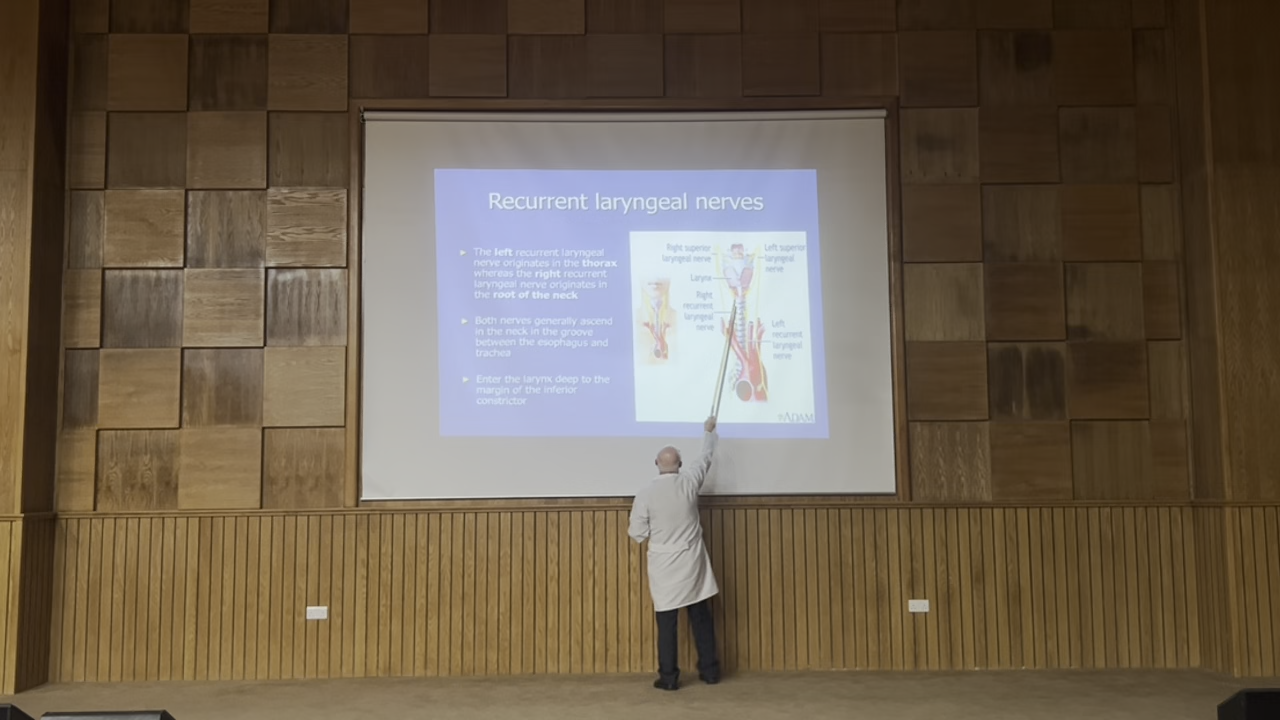 Recurrent laryngeal nerves
The left recurrent laryngeal
nerve originates in the thorax
whereas the right recurrent
laryngeal nerve originates in
the root of the neck
Both nerves generally ascend
in the neck in the groove
between the esophagus and
trachea
Enter the larynx deep to the
margin of the inferior
constrictor
Right superior
laryngeal nerve
Left superior
laryngeal
nerve
Larynx
Right
recurrent
laryngeal
nerve
Left
recurrent
laryngeal
nerve
©ADAM